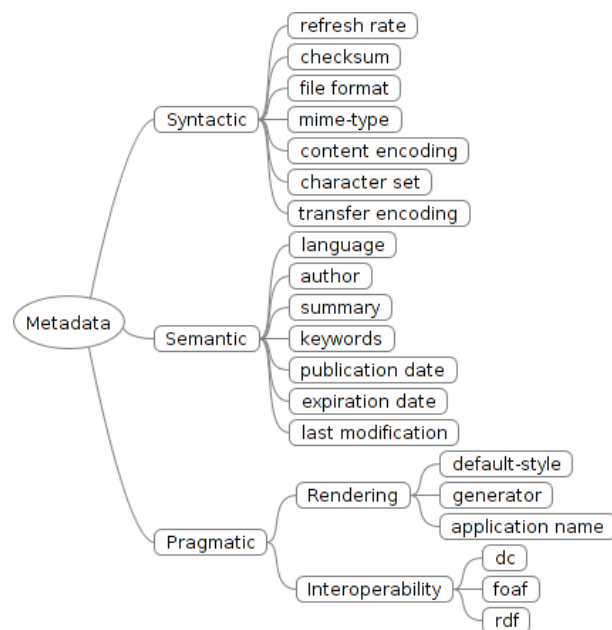 refresh rate
checksum
file format
Syntactic
mime-type
content encoding
character set
transfer encoding
language
author
summary
Metadata
Semantic
keywords
publication date
expiration date
last modification
default-style
Rendering
generator
application name
Pragmatic
dc
Interoperability
foaf
rdf